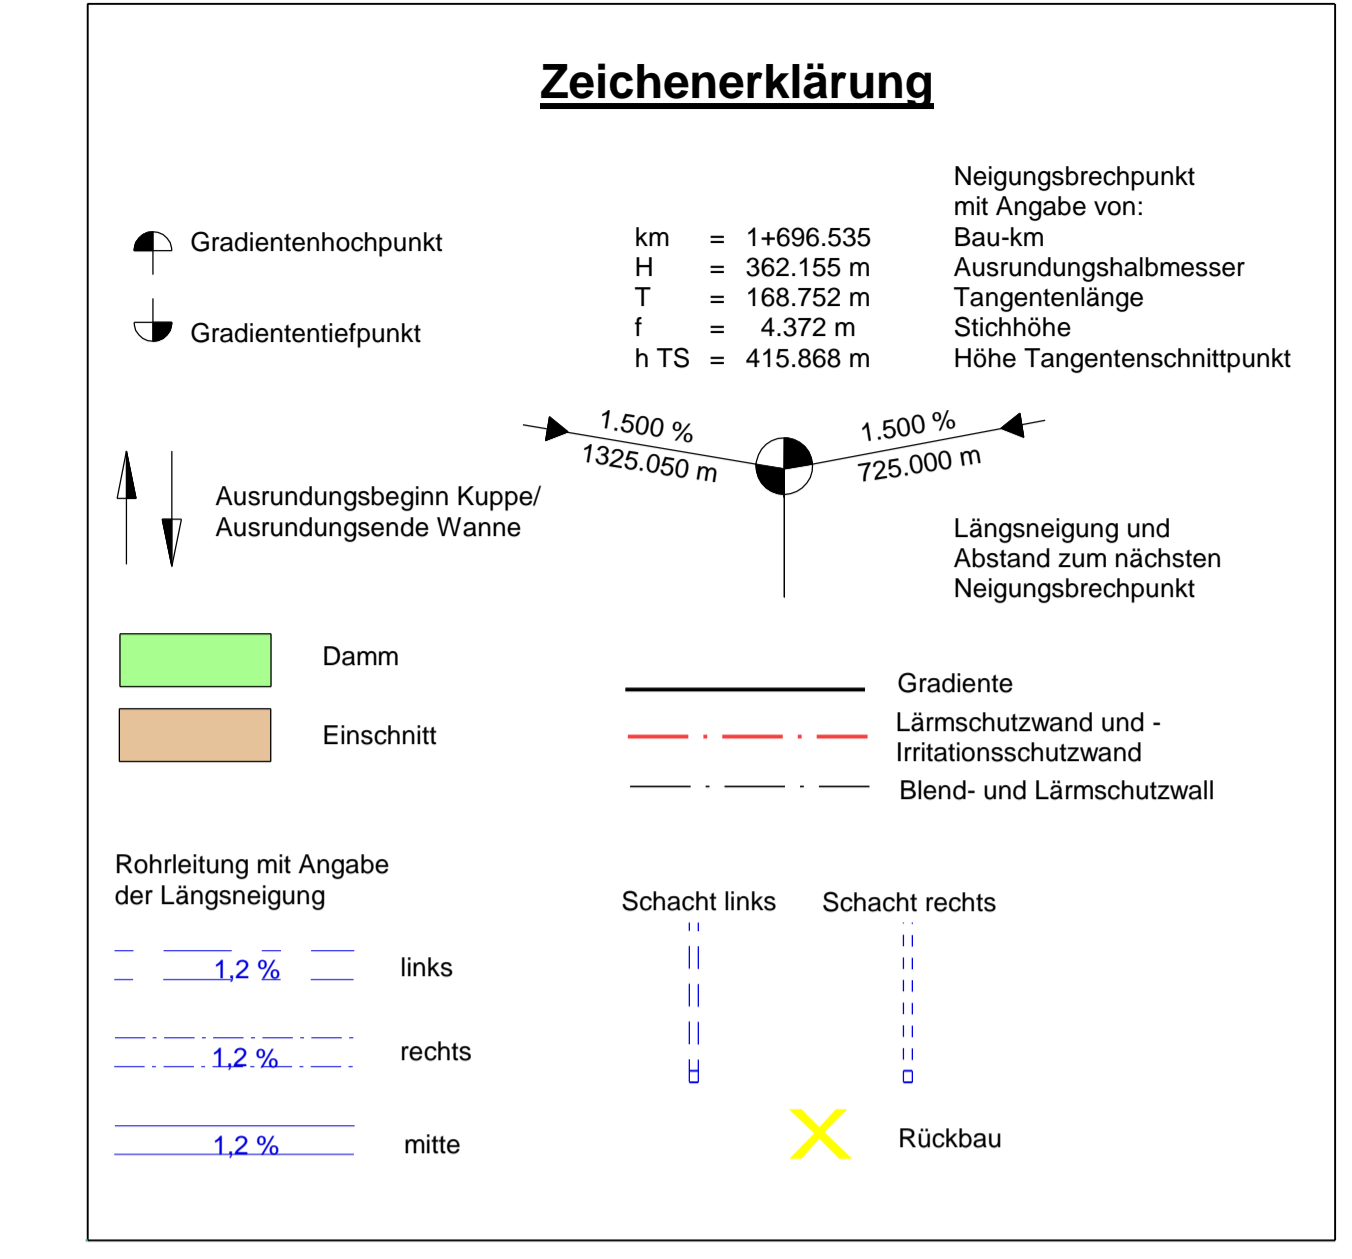 Zeichenerklärung
Gradientenhochpunkt
Gradiententiefpunkt
Neigungsbrechpunkt
mit Angabe von:
km = 1+696.535 Bau-km
H = 362.155 m Ausrundungshalbmesser
T = 168.752 m Tangentenlänge
f = 4.372 m Stichhöhe
h TS = 415.868 m Höhe Tangentenschnittpunkt
1.500 %
1325.050 m
1.500 %
725.000 m
Ausrundungsbeginn Kuppe/
Ausrundungsende Wanne
Längsneigung und
Abstand zum nächsten
Neigungsbrechpunkt
Damm
Einschnitt
Gradiente
Lärmschutzwand und -
Irritationsschutzwand
Blend- und Lärmschutzwall
Rohrleitung mit Angabe
der Längsneigung
1,2 % links
1,2 % rechts
1,2 % mitte
Schacht links
Schacht rechts
Rückbau